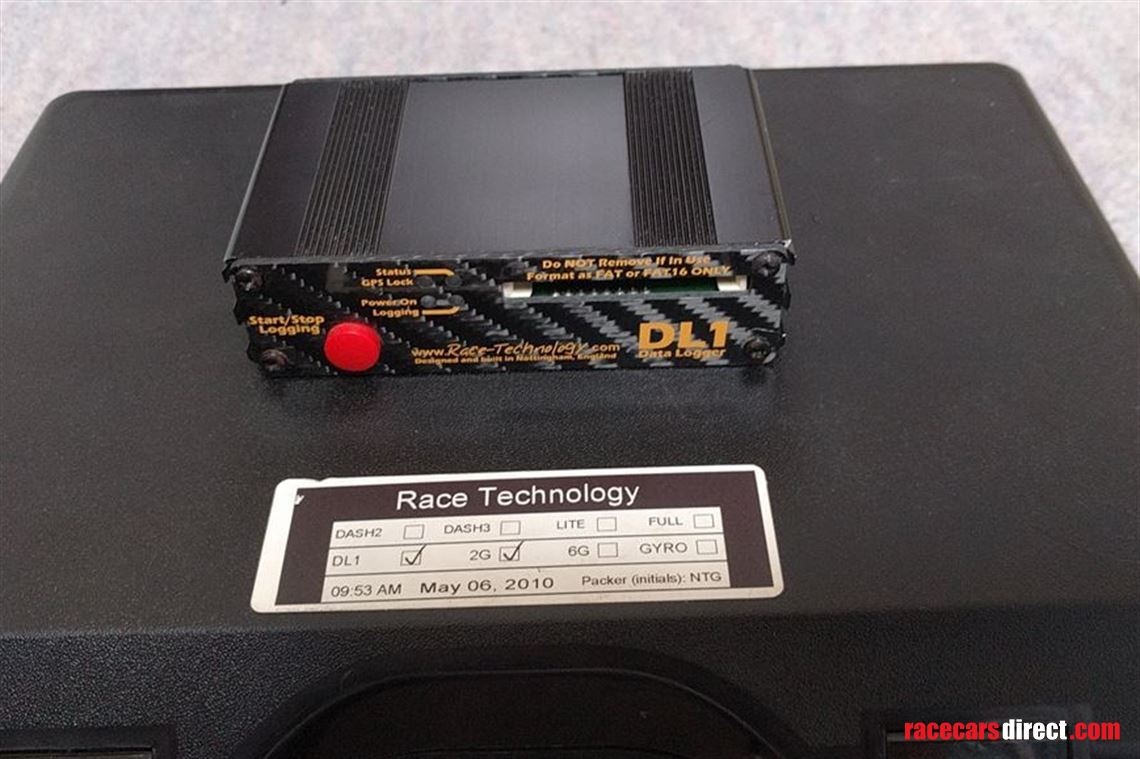 Status
GPS Lock
Power On
Logging
Start/Stop
Logging
Do NOT Remove If In Use
Format as FAT or FAT16 ONLY
www.Race-Technology.com
Designed and built in Nottingham, England
DL1
Data Logger
Race Technology
DASH2 DASH3 LITE FULL
DL1 2G 6G GYRO
09:53 AM May 06, 2010 Packer (initials): NTG
racecarsdirect.com